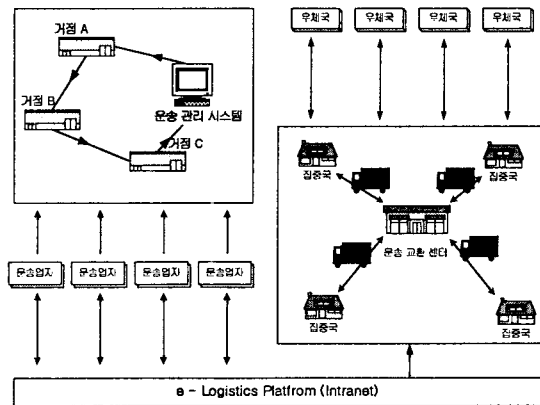 거점 A
거점 B
운송 관리 시스템
거점 C
우체국
우체국
우체국
우체국
집중국
집중국
운송 교환 센터
집중국
집중국
운송업자
운송업자
운송업자
운송업자
e - Logistics Platfrom (Intranet)